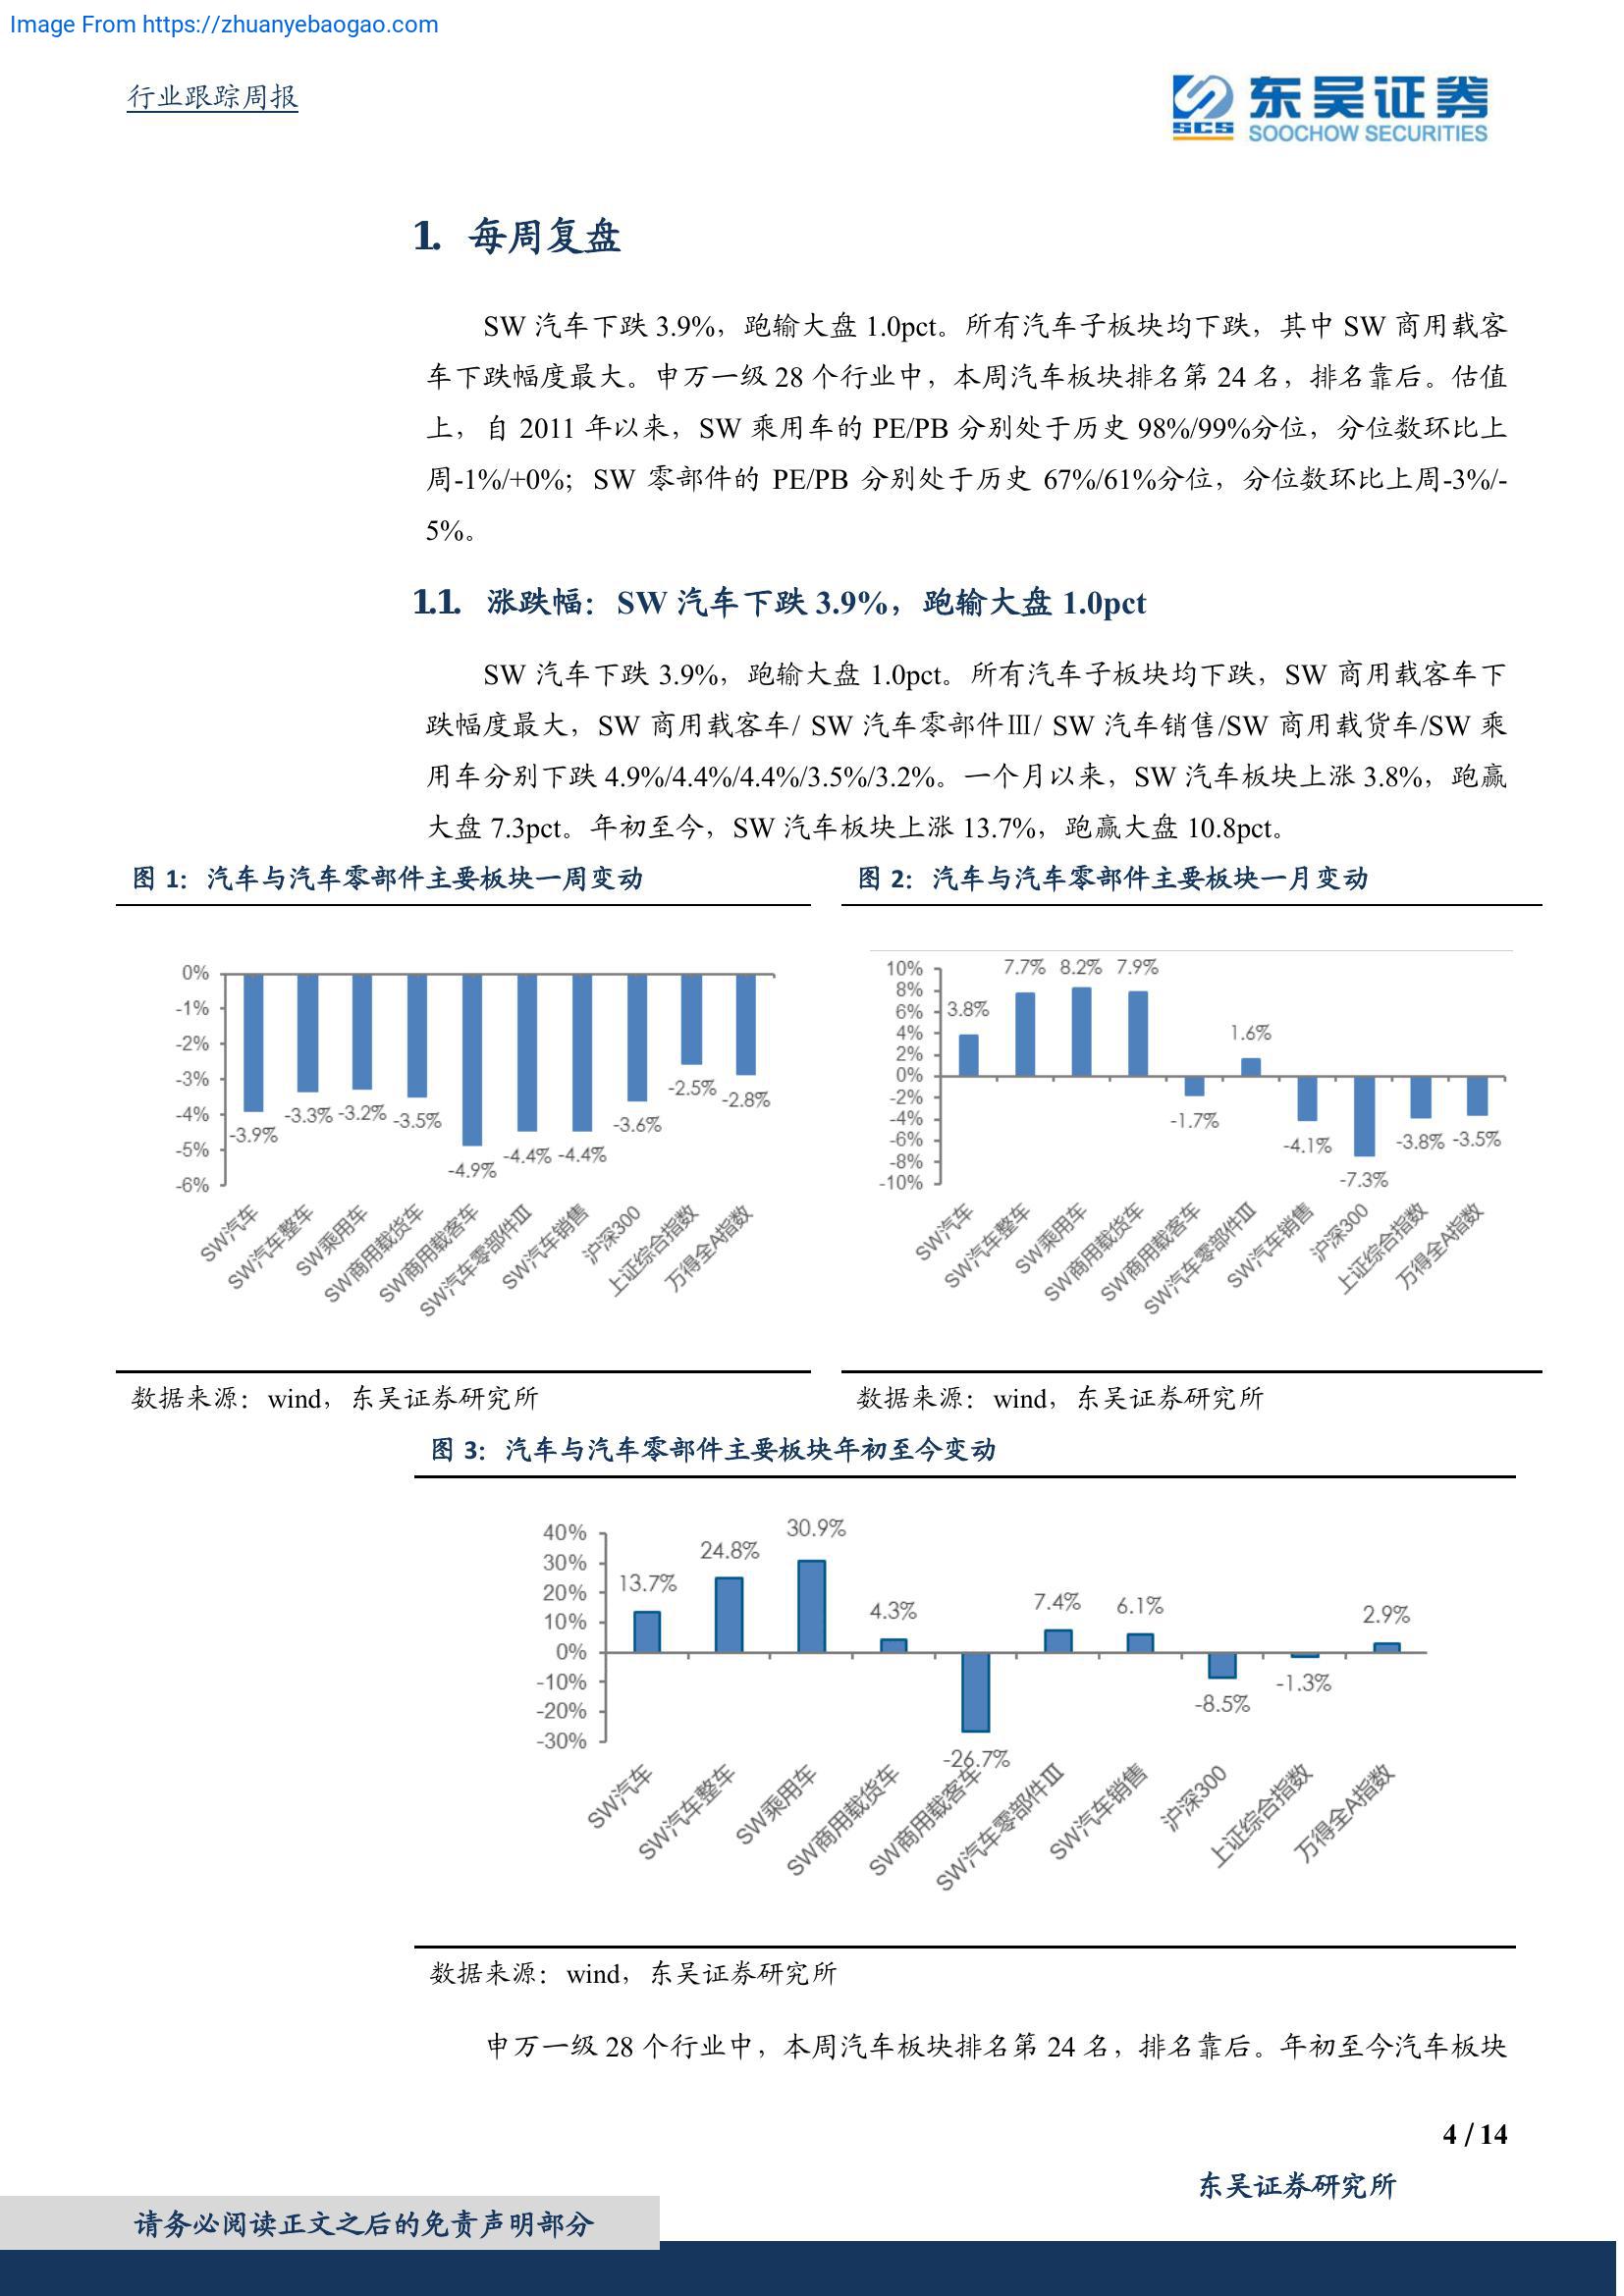 Image From https://zhuanyebaogao.com
行业跟踪周报
SCS
东吴证券
SOOCHOW SECURITIES
1. 每周复盘
SW 汽车下跌 3.9%，跑输大盘 1.0pct。所有汽车子板块均下跌，其中 SW 商用载客
车下跌幅度最大。申万一级 28 个行业中，本周汽车板块排名第 24 名，排名靠后。估值
上，自 2011 年以来，SW 乘用车的 PE/PB 分别处于历史 98%/99%分位，分位数环比上
周-1%/+0%；SW 零部件的 PE/PB 分别处于历史 67%/61%分位，分位数环比上周-3%/-
5%。
1.1. 涨跌幅：SW 汽车下跌 3.9%，跑输大盘 1.0pct
SW 汽车下跌 3.9%，跑输大盘 1.0pct。所有汽车子板块均下跌，SW 商用载客车下
跌幅度最大，SW 商用载客车/ SW 汽车零部件Ⅲ/ SW 汽车销售/SW 商用载货车/SW 乘
用车分别下跌 4.9%/4.4%/4.4%/3.5%/3.2%。一个月以来，SW 汽车板块上涨 3.8%，跑赢
大盘 7.3pct。年初至今，SW 汽车板块上涨 13.7%，跑赢大盘 10.8pct。
图 1：汽车与汽车零部件主要板块一周变动
0%
-1%
-2%
-3%
-4%
-5%
-6%
-3.9%
-3.3%
-3.2%
-3.5%
-4.9%
-4.4%
-4.4%
-3.6%
-2.5%
-2.8%
SW汽车
SW汽车整车
SW乘用车
SW商用载货车
SW商用载客车
SW汽车零部件Ⅲ
SW汽车销售
沪深300
上证综合指数
万得全A指数
数据来源：wind，东吴证券研究所
图 2：汽车与汽车零部件主要板块一月变动
10%
8%
6%
4%
2%
0%
-2%
-4%
-6%
-8%
-10%
3.8%
7.7%
8.2%
7.9%
-1.7%
1.6%
-4.1%
-7.3%
-3.8%
-3.5%
SW汽车
SW汽车整车
SW乘用车
SW商用载货车
SW商用载客车
SW汽车零部件Ⅲ
SW汽车销售
沪深300
上证综合指数
万得全A指数
数据来源：wind，东吴证券研究所
图 3：汽车与汽车零部件主要板块年初至今变动
40%
30%
20%
10%
0%
-10%
-20%
-30%
13.7%
24.8%
30.9%
4.3%
-26.7%
7.4%
6.1%
-8.5%
-1.3%
2.9%
SW汽车
SW汽车整车
SW乘用车
SW商用载货车
SW商用载客车
SW汽车零部件Ⅲ
SW汽车销售
沪深300
上证综合指数
万得全A指数
数据来源：wind，东吴证券研究所
申万一级 28 个行业中，本周汽车板块排名第 24 名，排名靠后。年初至今汽车板块
4 / 14
东吴证券研究所
请务必阅读正文之后的免责声明部分